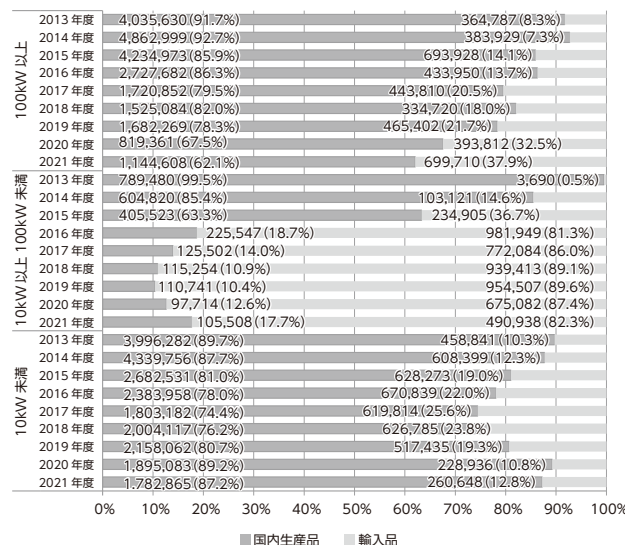 100kW 以上
2013 年度 4,035,630(91.7%) 364,787(8.3%)
2014 年度 4,862,999(92.7%) 383,929(7.3%)
2015 年度 4,234,973(85.9%) 693,928(14.1%)
2016 年度 2,727,682(86.3%) 433,950(13.7%)
2017 年度 1,720,852(79.5%) 443,810(20.5%)
2018 年度 1,525,084(82.0%) 334,720(18.0%)
2019 年度 1,682,269(78.3%) 465,402(21.7%)
2020 年度 819,361(67.5%) 393,812(32.5%)
2021 年度 1,144,608(62.1%) 699,710(37.9%)
10kW 以上 100kW 未満
2013 年度 789,480(99.5%) 3,690(0.5%)
2014 年度 604,820(85.4%) 103,121(14.6%)
2015 年度 405,523(63.3%) 234,905(36.7%)
2016 年度 225,547(18.7%) 981,949(81.3%)
2017 年度 125,502(14.0%) 772,084(86.0%)
2018 年度 115,254(10.9%) 939,413(89.1%)
2019 年度 110,741(10.4%) 954,507(89.6%)
2020 年度 97,714(12.6%) 675,082(87.4%)
2021 年度 105,508(17.7%) 490,938(82.3%)
10kW 未満
2013 年度 3,996,282(89.7%) 458,841(10.3%)
2014 年度 4,339,756(87.7%) 608,399(12.3%)
2015 年度 2,682,531(81.0%) 628,273(19.0%)
2016 年度 2,383,958(78.0%) 670,839(22.0%)
2017 年度 1,803,182(74.4%) 619,814(25.6%)
2018 年度 2,004,117(76.2%) 626,785(23.8%)
2019 年度 2,158,062(80.7%) 517,435(19.3%)
2020 年度 1,895,083(89.2%) 228,936(10.8%)
2021 年度 1,782,865(87.2%) 260,648(12.8%)
0% 10% 20% 30% 40% 50% 60% 70% 80% 90% 100%
国内生産品 輸入品